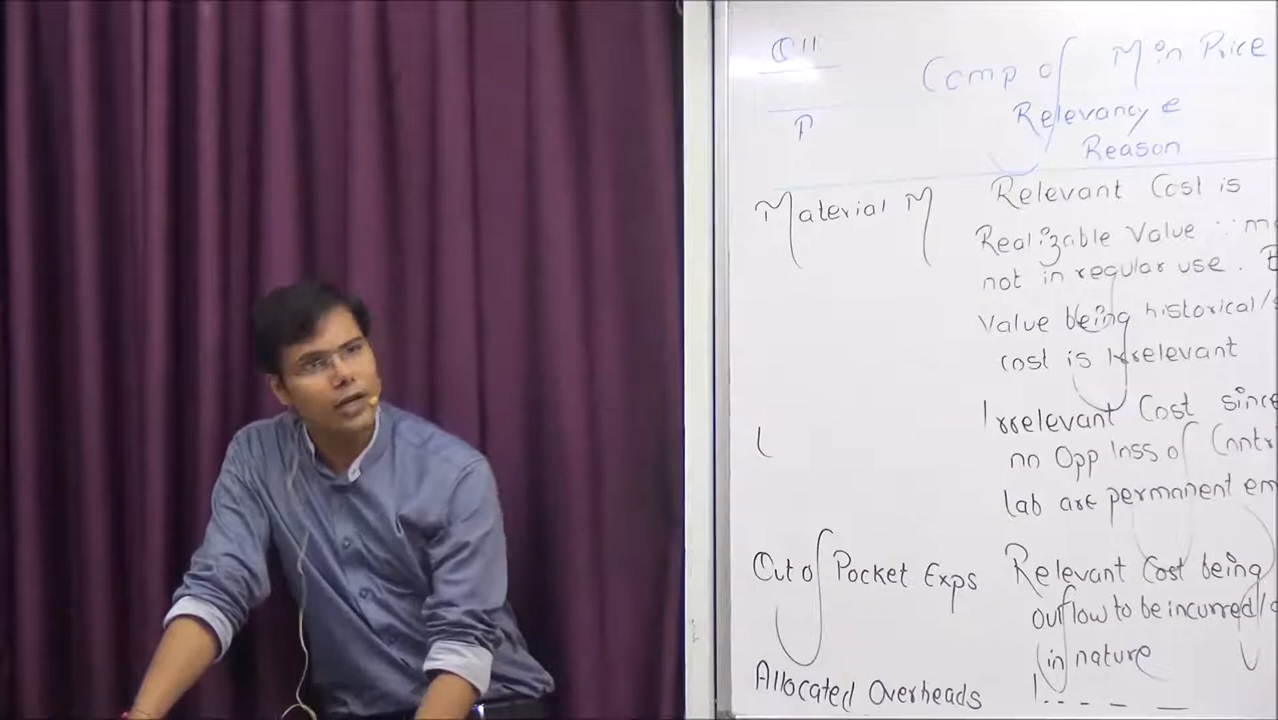 Q 11
Comp of Min Price
P
Relevancy e
Reason
Material M
Relevant Cost is
Realizable Value ∵
not in regular use.
Value being historical/
cost is Irrelevant
L
Irrelevant Cost since
no Opp loss of Contr
lab are permanent em
Out of Pocket Exps
Relevant Cost being
outflow to be incurred/
in nature
Allocated Overheads
I - - - -